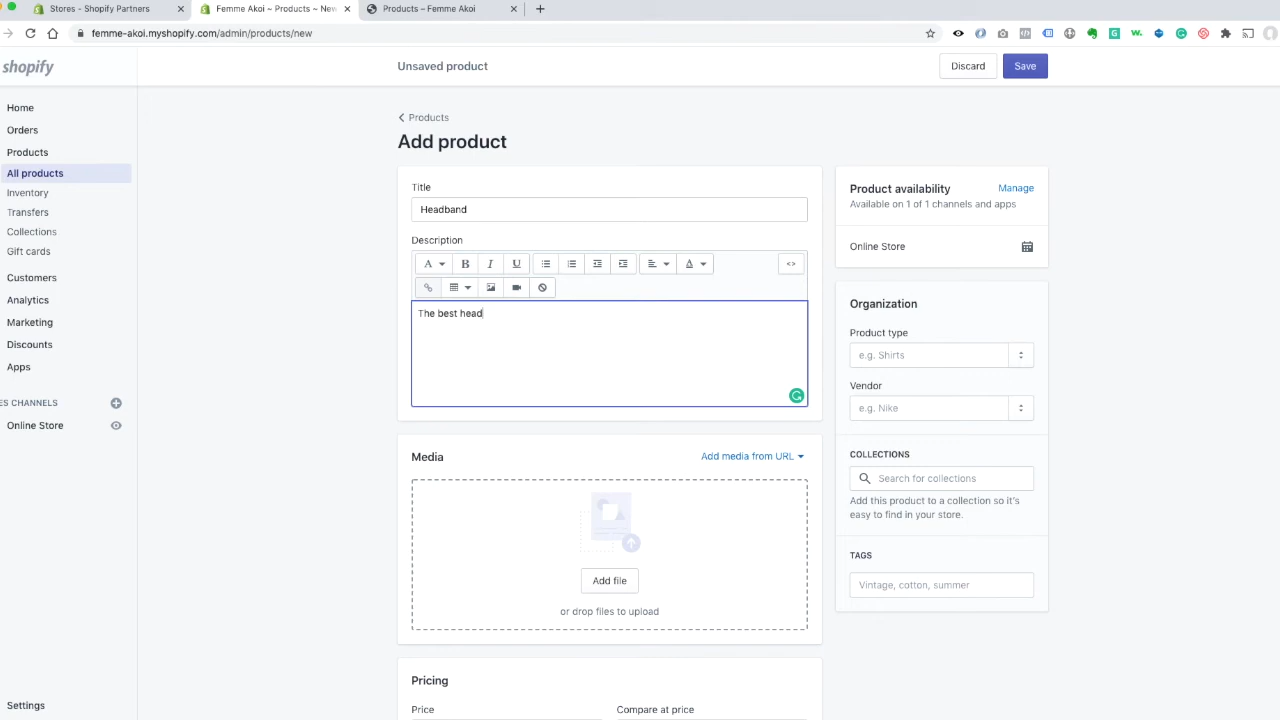 Stores - Shopify Partners
Femme Akoi ~ Products ~ New
Products – Femme Akoi
femme-akoi.myshopify.com/admin/products/new
shopify
Unsaved product
Discard
Save
Home
Orders
Products
All products
Inventory
Transfers
Collections
Gift cards
Customers
Analytics
Marketing
Discounts
Apps
ES CHANNELS
Online Store
Settings
Products
Add product
Title
Headband
Description
A B I U A <>
The best head
Media
Add media from URL
Add file
or drop files to upload
Pricing
Price
Compare at price
Product availability
Manage
Available on 1 of 1 channels and apps
Online Store
Organization
Product type
e.g. Shirts
Vendor
e.g. Nike
COLLECTIONS
Search for collections
Add this product to a collection so it's
easy to find in your store.
TAGS
Vintage, cotton, summer